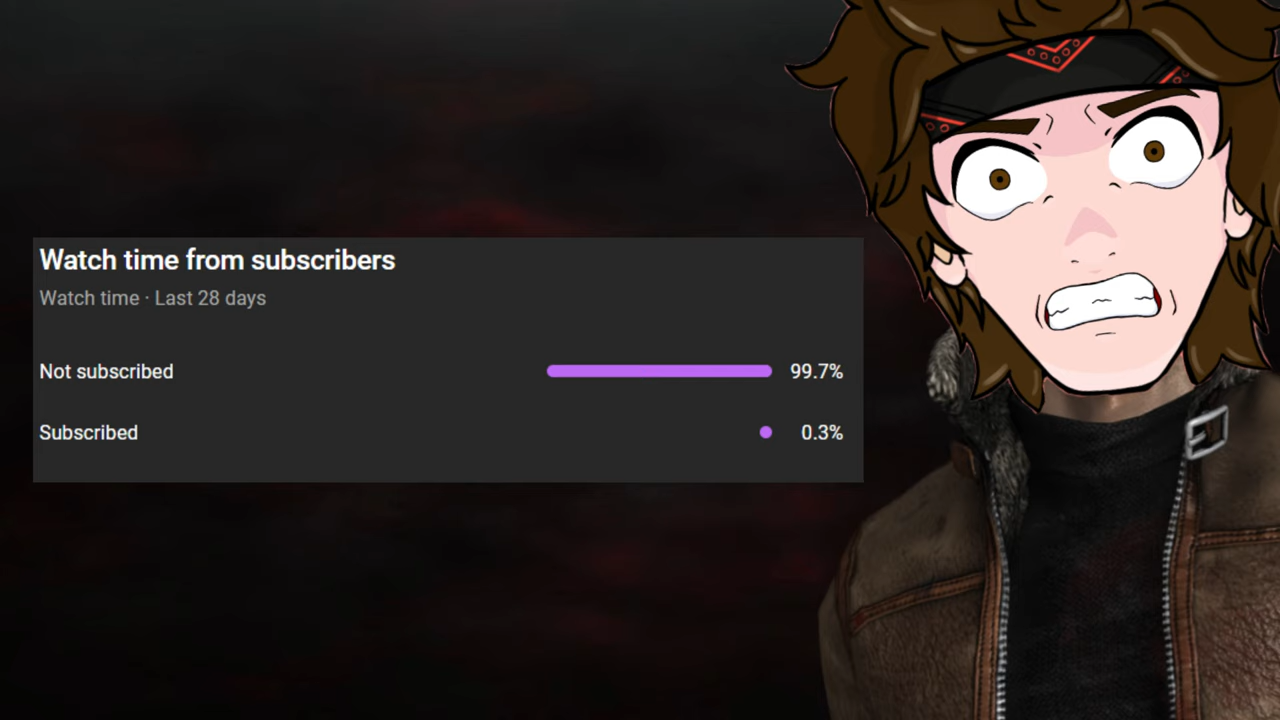 Watch time from subscribers
Watch time · Last 28 days
Not subscribed 99.7%
Subscribed 0.3%